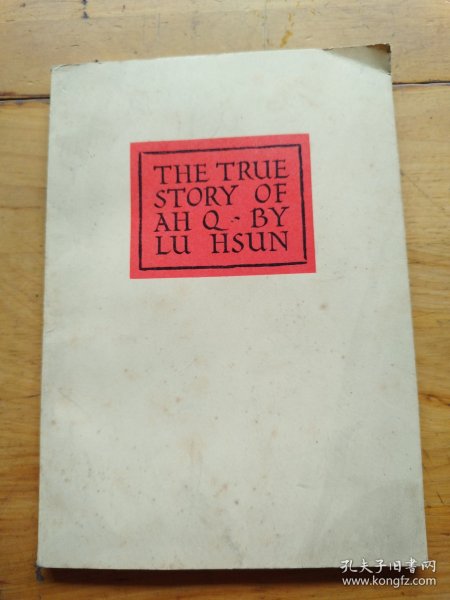 THE TRUE
STORY OF
AH Q - BY
LU HSUN
孔夫子旧书网
www.kongfz.com